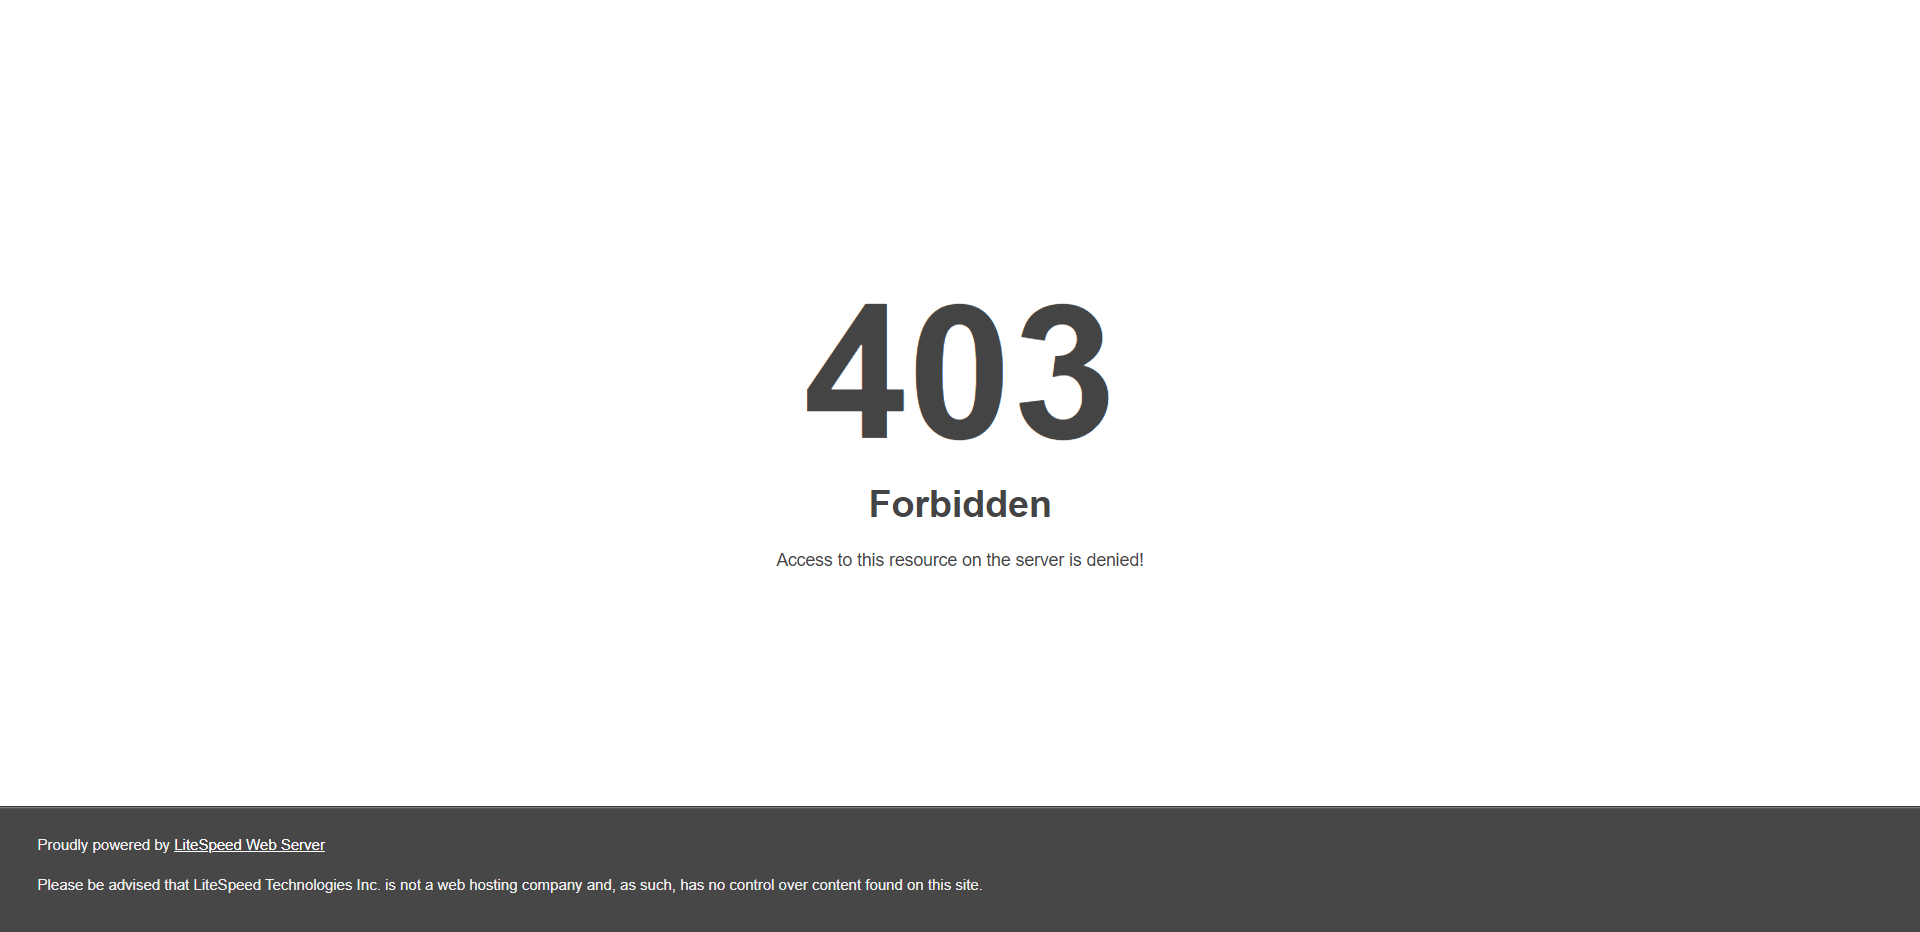 403
Forbidden
Access to this resource on the server is denied!
Proudly powered by LiteSpeed Web Server
Please be advised that LiteSpeed Technologies Inc. is not a web hosting company and, as such, has no control over content found on this site.